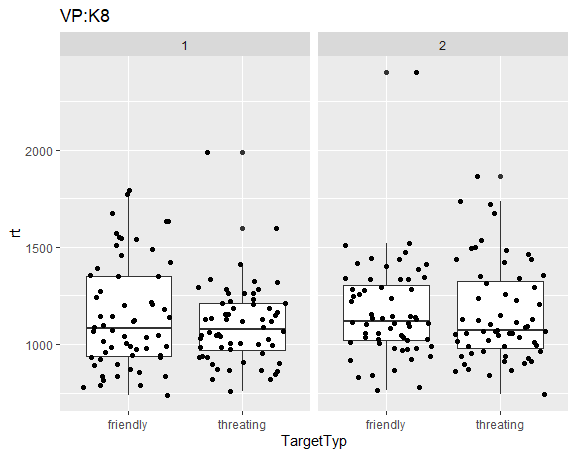 VP:K8
1
2
rt
2000
1500
1000
friendly
threating
friendly
threating
TargetTyp